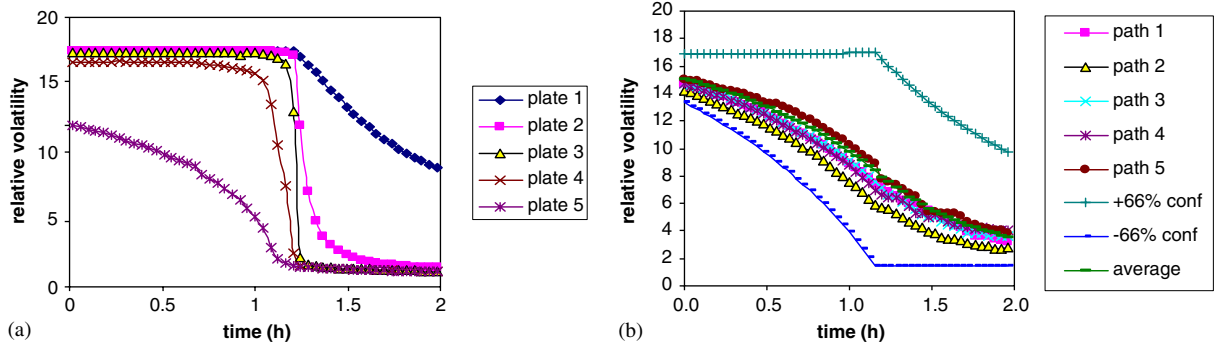 20
15
10
5
0
relative volatility
0
0.5
1
1.5
2
time (h)
plate 1
plate 2
plate 3
plate 4
plate 5
(a)
20
18
16
14
12
10
8
6
4
2
0
relative volatility
0.0
0.5
1.0
1.5
2.0
time (h)
path 1
path 2
path 3
path 4
path 5
+66% conf
-66% conf
average
(b)